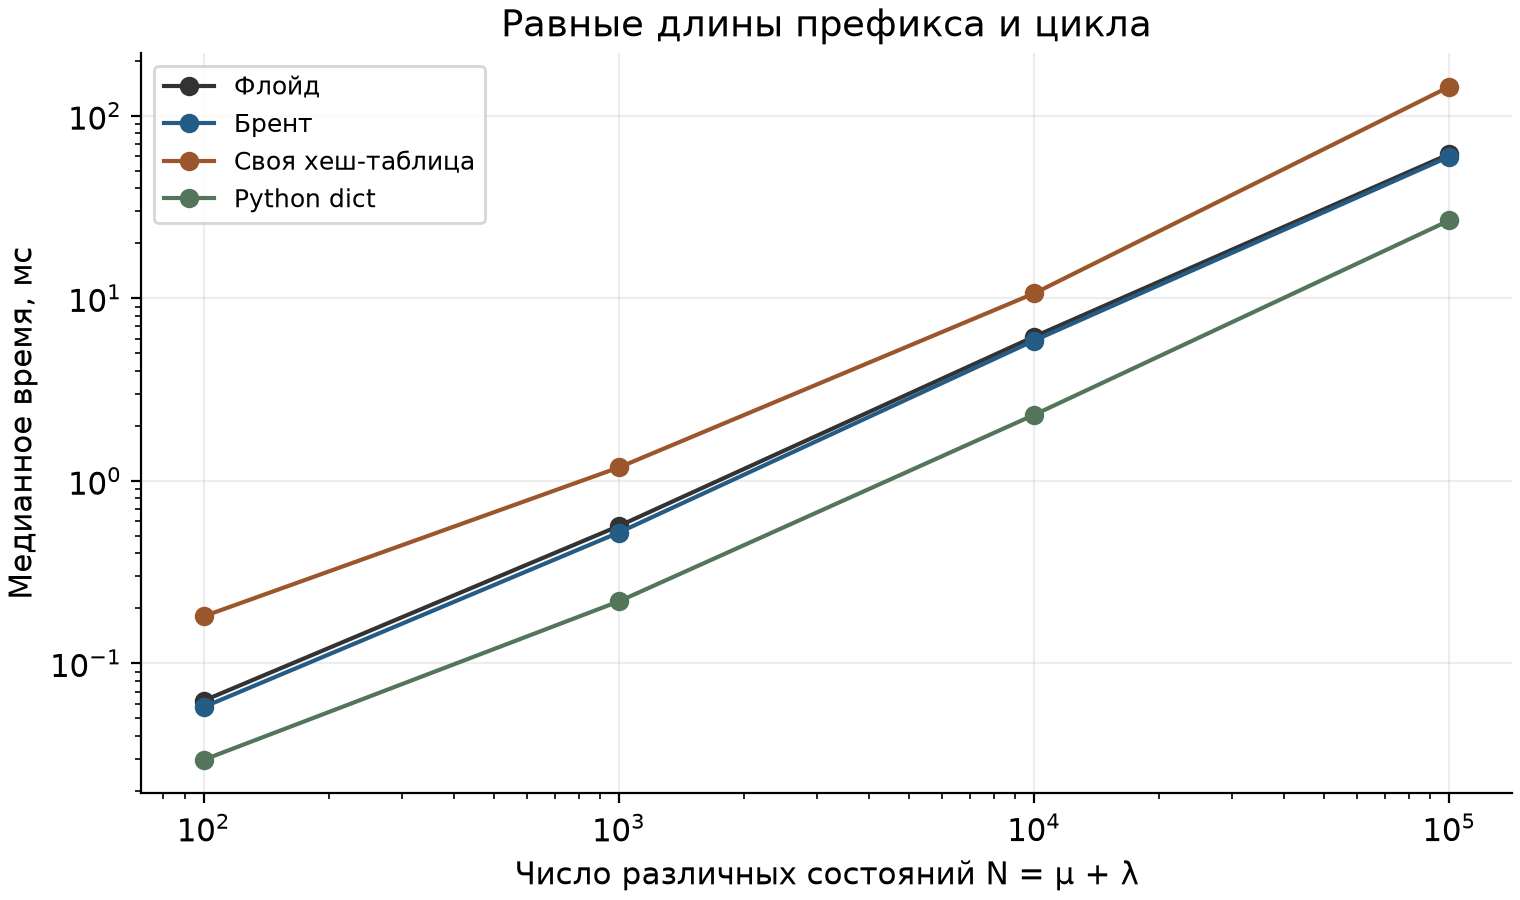 Равные длины префикса и цикла
Флойд
Брент
Своя хеш-таблица
Python dict
Медианное время, мс
10²
10¹
10⁰
10⁻¹
10² 10³ 10⁴ 10⁵
Число различных состояний N = μ + λ